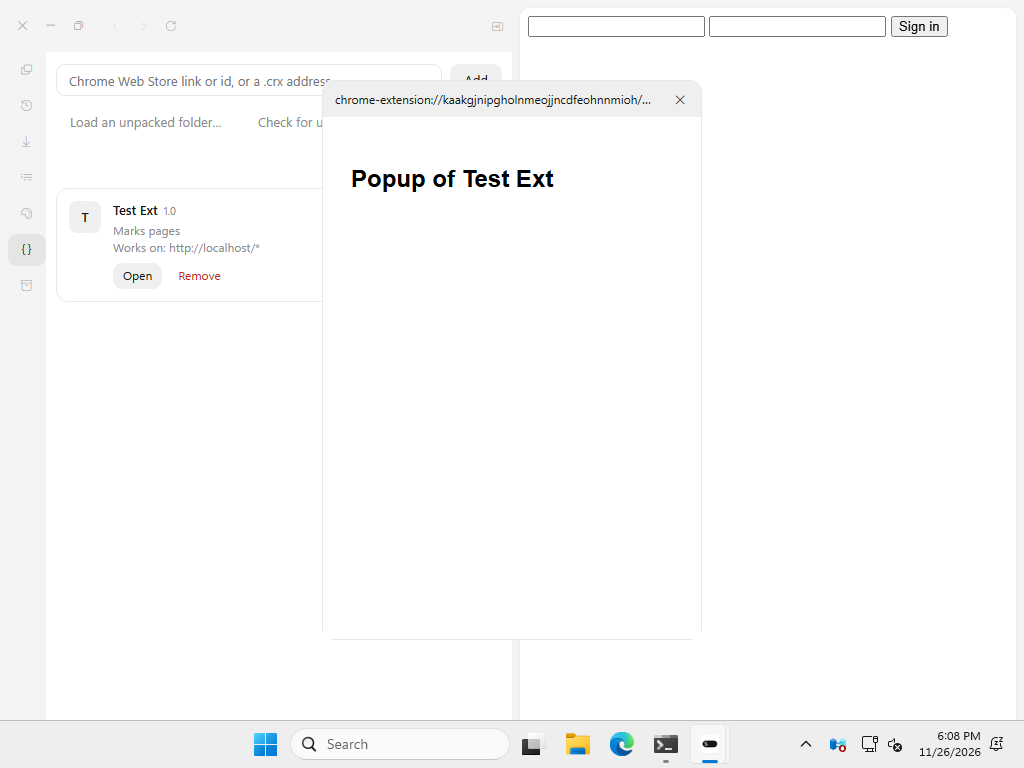 Sign in
Chrome Web Store link or id, or a .crx address
Add
chrome-extension://kaakgjnipgholnmeojjncdfeohnnmioh/...
Load an unpacked folder...
Check for u
Popup of Test Ext
T
Test Ext 1.0
Marks pages
Works on: http://localhost/*
{}
Open
Remove
Search
6:08 PM
11/26/2026